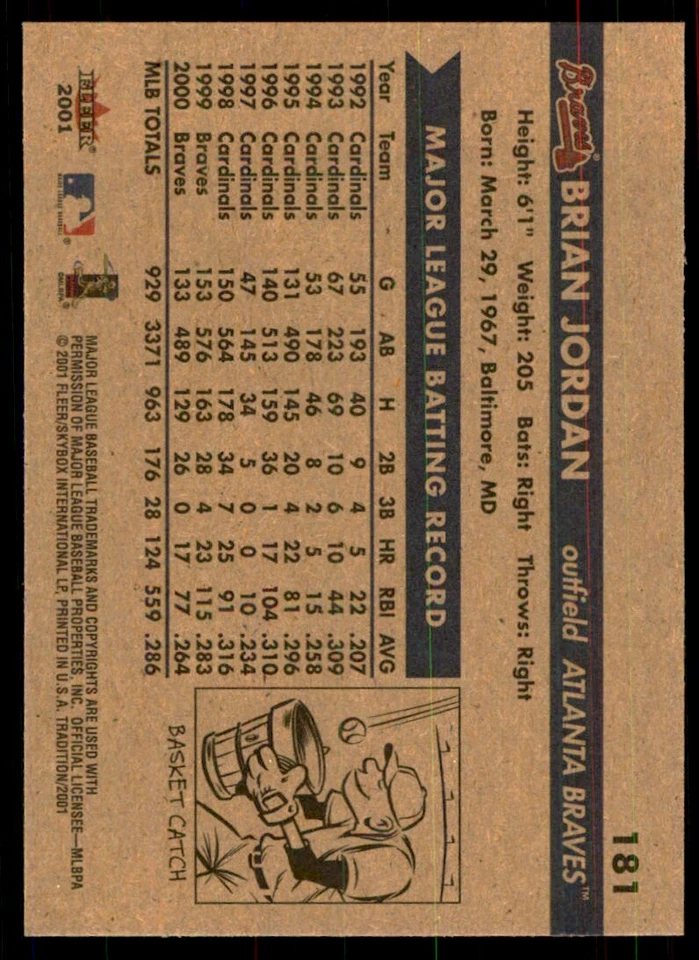 181
Braves® BRIAN JORDAN outfield ATLANTA BRAVES™
Height: 6'1" Weight: 205 Bats: Right Throws: Right
Born: March 29, 1967, Baltimore, MD
MAJOR LEAGUE BATTING RECORD
Year Team G AB H 2B 3B HR RBI AVG
1992 Cardinals 55 193 40 9 4 5 22 .207
1993 Cardinals 67 223 69 10 6 10 44 .309
1994 Cardinals 53 178 46 8 2 5 15 .258
1995 Cardinals 131 490 145 20 4 22 81 .296
1996 Cardinals 140 513 159 36 1 17 104 .310
1997 Cardinals 47 145 34 5 0 0 10 .234
1998 Cardinals 150 564 178 34 7 25 91 .316
1999 Braves 153 576 163 28 4 23 115 .283
2000 Braves 133 489 129 26 0 17 77 .264
MLB TOTALS 929 3371 963 176 28 124 559 .286
BASKET CATCH
FLEER®
2001
MAJOR LEAGUE BASEBALL TRADEMARKS AND COPYRIGHTS ARE USED WITH
PERMISSION OF MAJOR LEAGUE BASEBALL PROPERTIES, INC. OFFICIAL LICENSEE—MLBPA
© 2001 FLEER/SKYBOX INTERNATIONAL LP, PRINTED IN U.S.A. TRADITION/2001